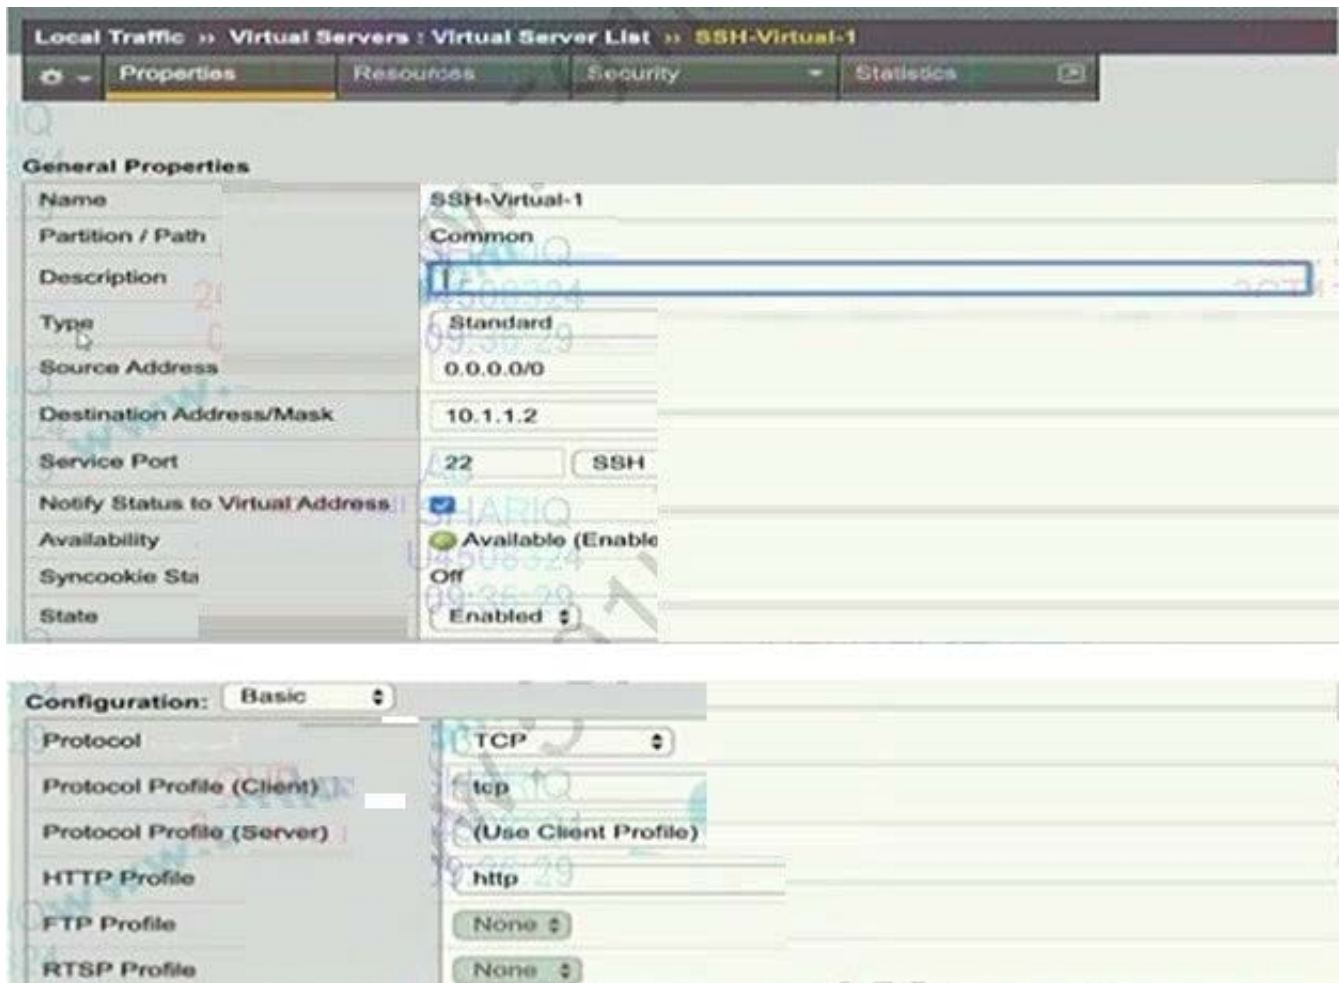 Local Traffic ›› Virtual Servers : Virtual Server List ›› SSH-Virtual-1
Properties Resources Security Statistics
General Properties
Name SSH-Virtual-1
Partition / Path Common
Description
Type Standard
Source Address 0.0.0.0/0
Destination Address/Mask 10.1.1.2
Service Port 22 SSH
Notify Status to Virtual Address
Availability Available (Enable
Syncookie Sta Off
State Enabled
Configuration: Basic
Protocol TCP
Protocol Profile (Client) tcp
Protocol Profile (Server) (Use Client Profile)
HTTP Profile http
FTP Profile None
RTSP Profile None